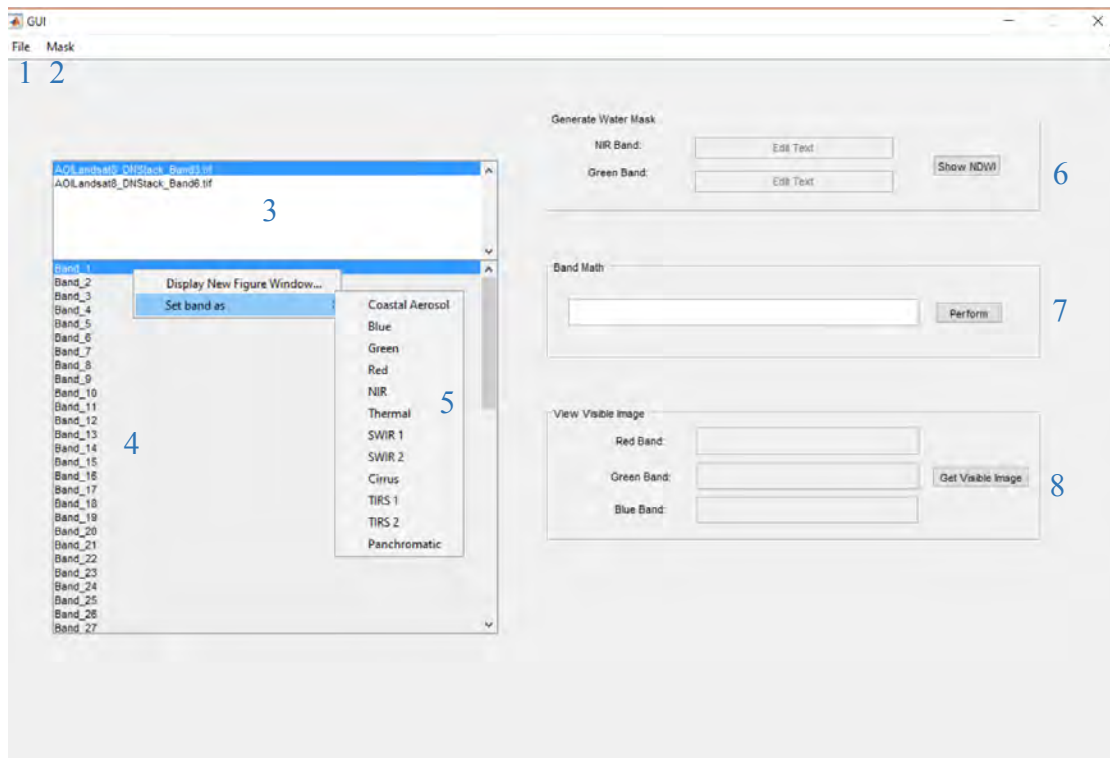 GUI
File Mask
1 2
AOILandsat8_DNStack_Band3.tif
AOILandsat8_DNStack_Band6.tif
3
Band_1
Band_2
Band_3
Band_4
Band_5
Band_6
Band_7
Band_8
Band_9
Band_10
Band_11
Band_12
Band_13
Band_14
Band_15
Band_16
Band_17
Band_18
Band_19
Band_20
Band_21
Band_22
Band_23
Band_24
Band_25
Band_26
Band_27
4
Display New Figure Window...
Set band as
Coastal Aerosol
Blue
Green
Red
NIR
Thermal
SWIR 1
SWIR 2
Cirrus
TIRS 1
TIRS 2
Panchromatic
5
Generate Water Mask
NIR Band: Edit Text
Green Band: Edit Text
Show NDWI
6
Band Math
Perform
7
View Visible Image
Red Band:
Green Band:
Blue Band:
Get Visible Image
8